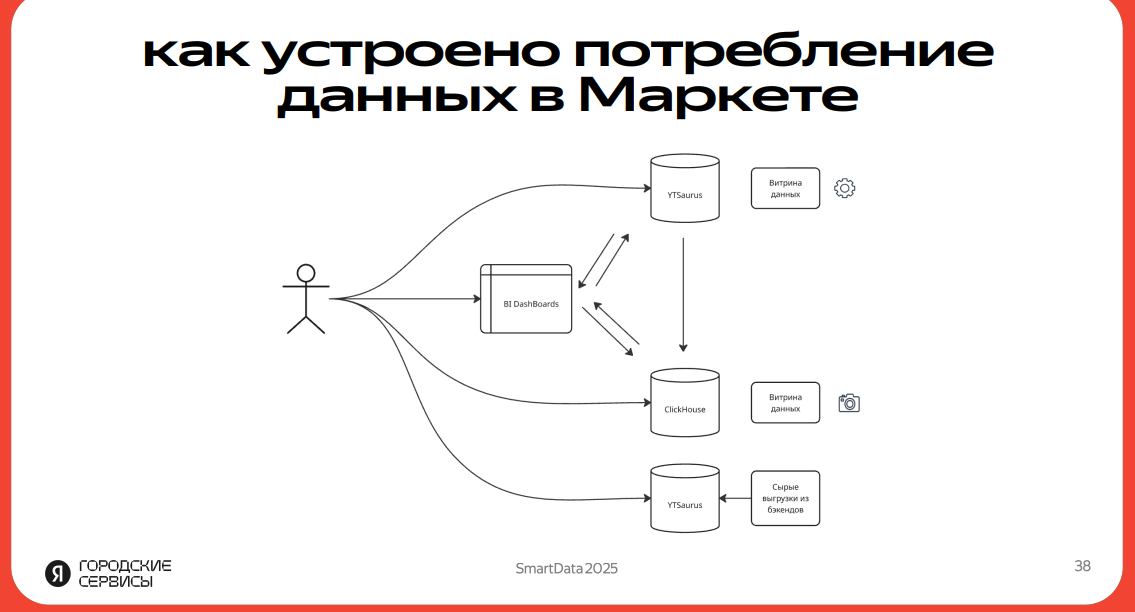 как устроено потребление
данных в Маркете
YTSaurus
Витрина
данных
BI DashBoards
ClickHouse
Витрина
данных
YTSaurus
Сырые
выгрузки из
бэкендов
Я
ГОРОДСКИЕ
СЕРВИСЫ
SmartData 2025
38